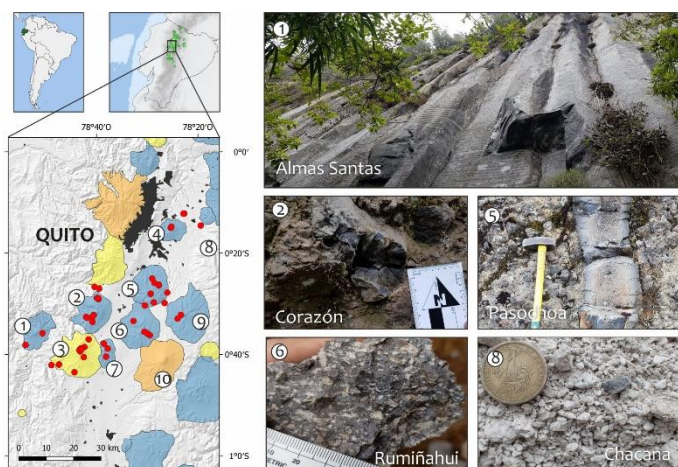 78°40' 78°20'
0°0'
QUITO
4
8
0°20'
5
2
1
6
9
3
7
0°40'
10
1°0'
0 10 20 30 km
1
Almas Santas
2
N
Corazón
5
Pasochoa
6
Rumiñahui
8
Chacana